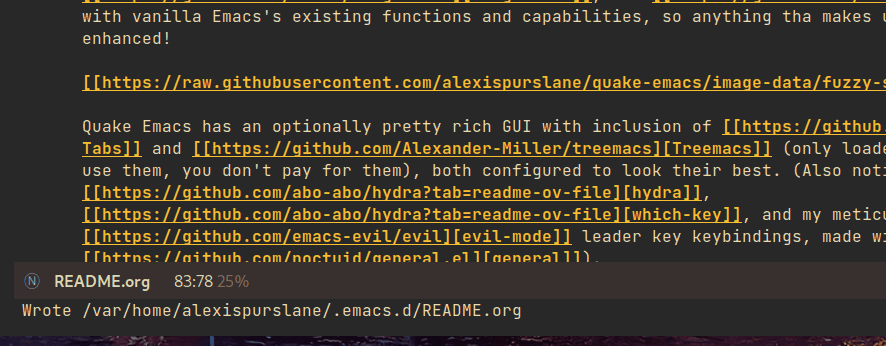 with vanilla Emacs's existing functions and capabilities, so anything tha makes
enhanced!
[[https://raw.githubusercontent.com/alexispurslane/quake-emacs/image-data/fuzzy-s
Quake Emacs has an optionally pretty rich GUI with inclusion of [[https://github.
Tabs]] and [[https://github.com/Alexander-Miller/treemacs][Treemacs]] (only loade
use them, you don't pay for them), both configured to look their best. (Also noti
[[https://github.com/abo-abo/hydra?tab=readme-ov-file][hydra]],
[[https://github.com/abo-abo/hydra?tab=readme-ov-file][which-key]], and my meticu
[[https://github.com/emacs-evil/evil][evil-mode]] leader key keybindings, made wi
[[https://github.com/noctuid/general.el][general]]).
N README.org 83:78 25%
Wrote /var/home/alexispurslane/.emacs.d/README.org